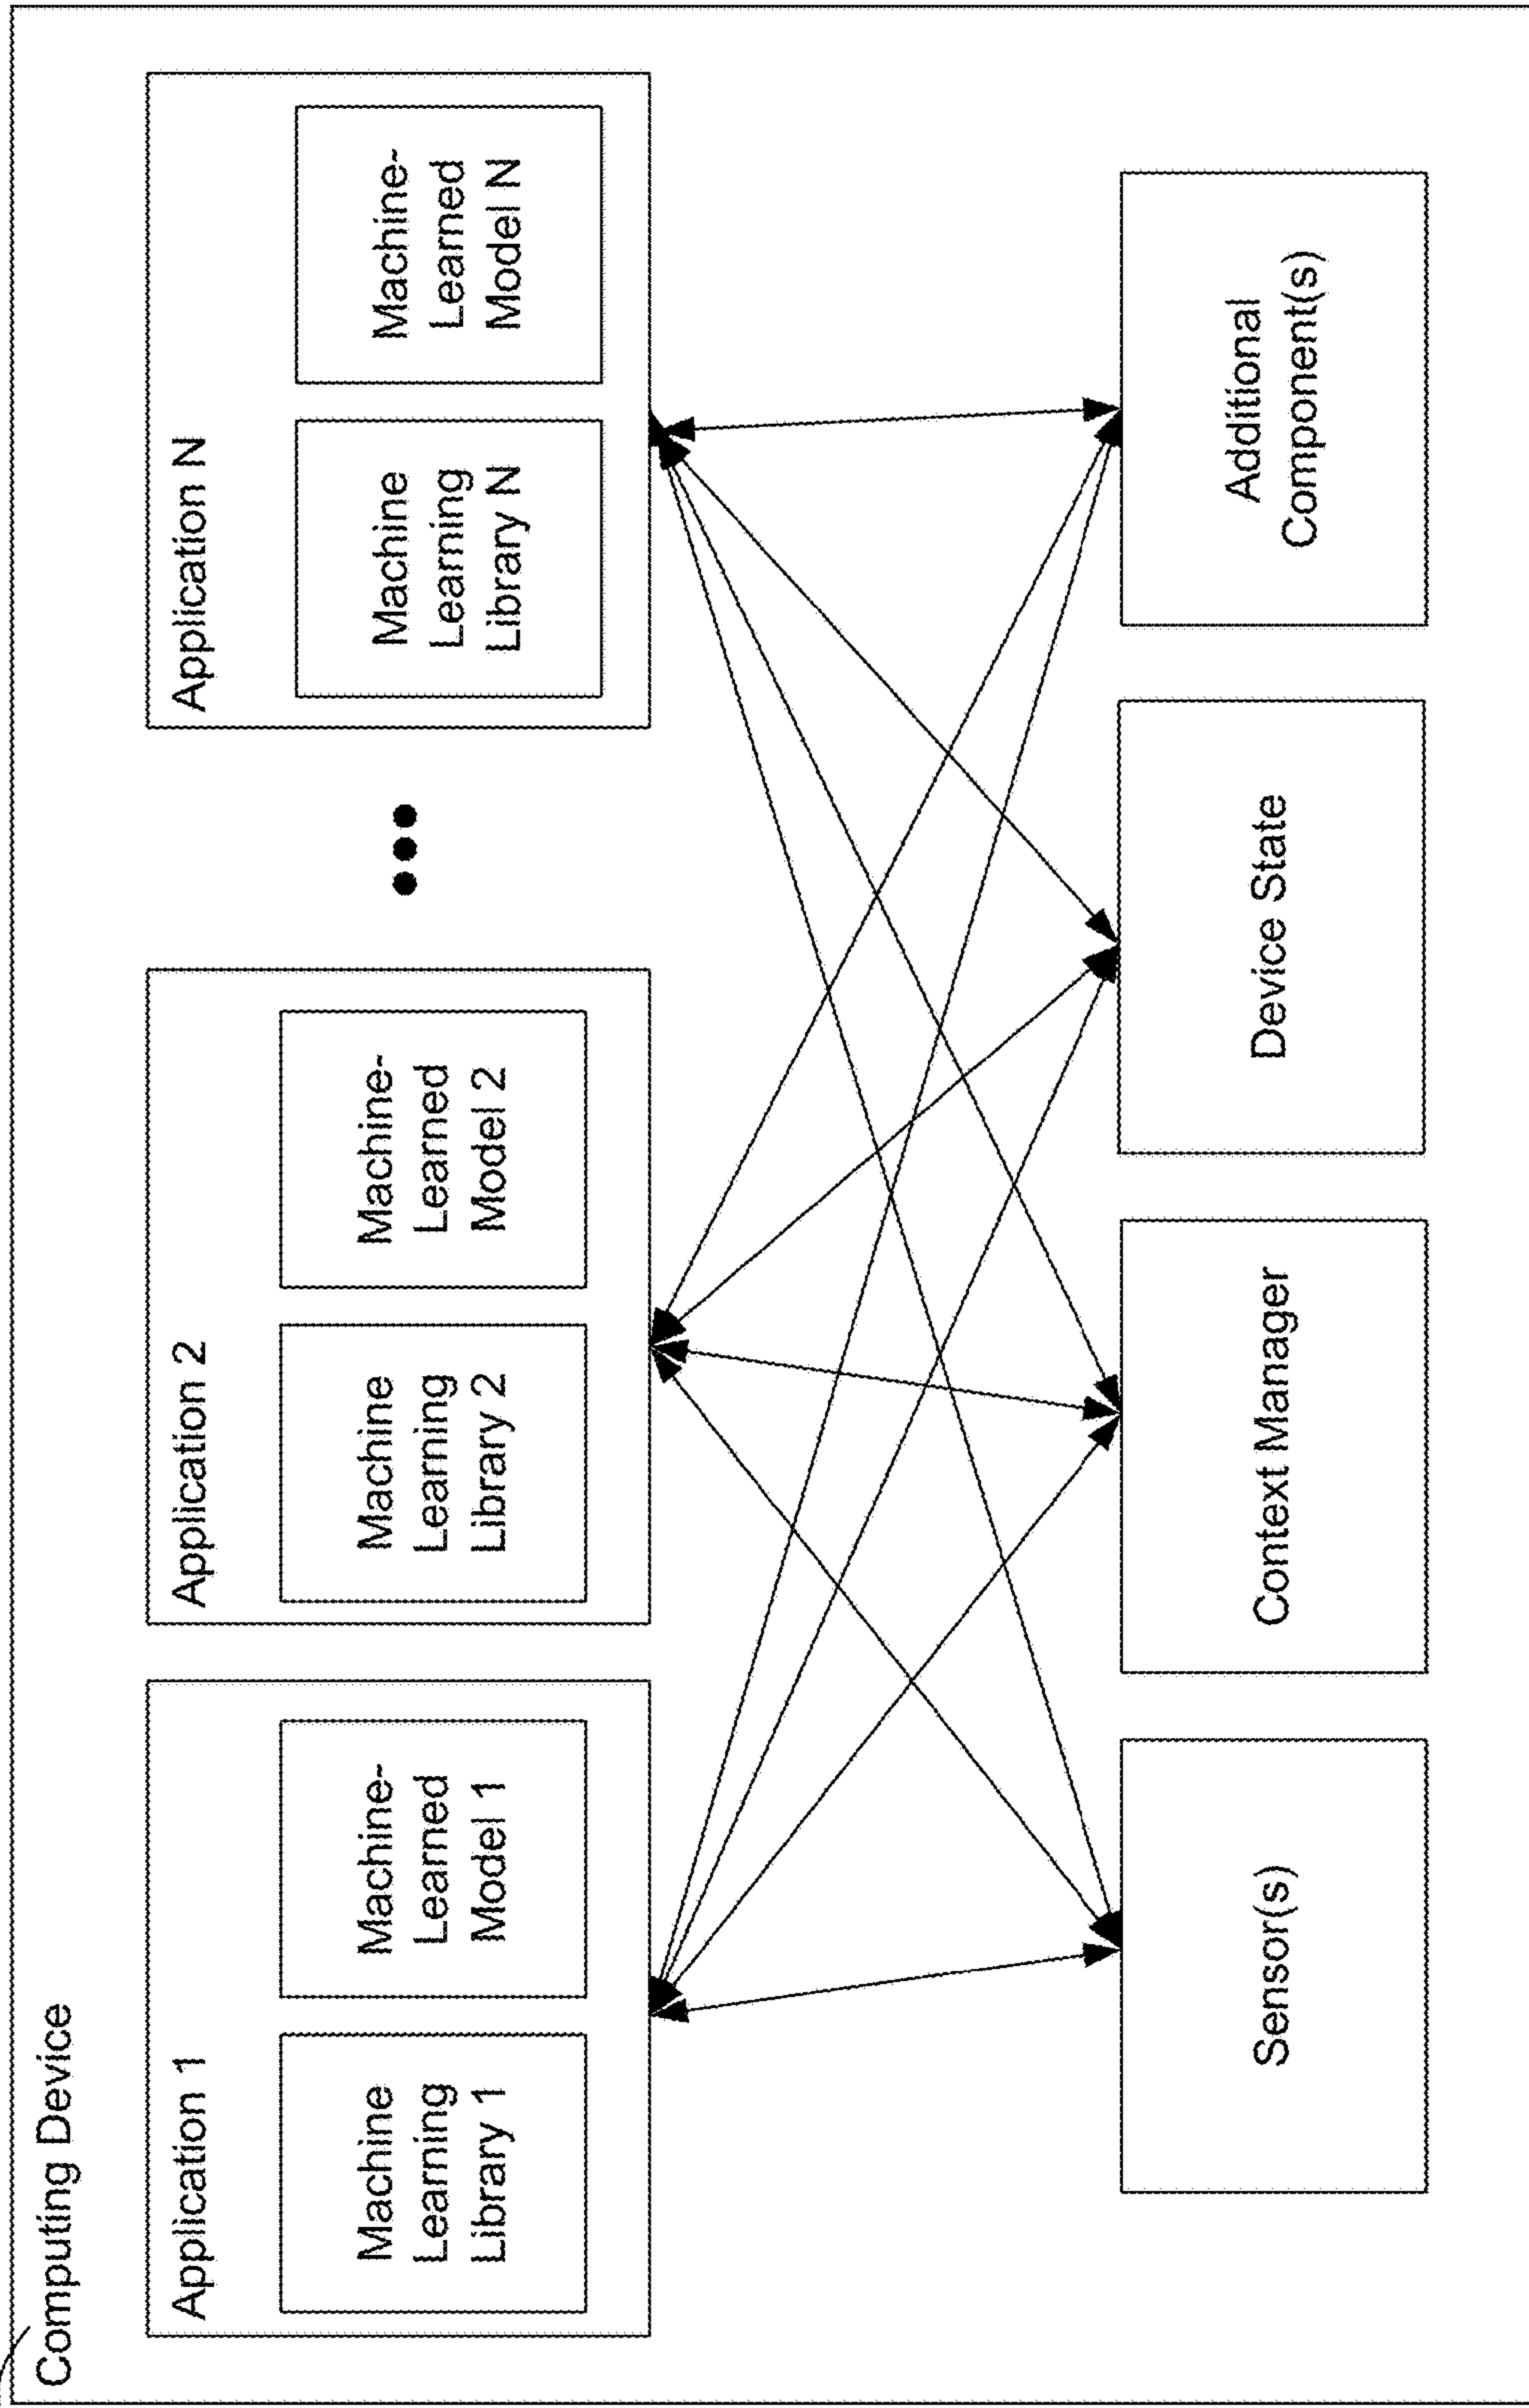 Computing Device
Application 1
Machine
Learning
Library 1
Machine-
Learned
Model 1
Application 2
Machine
Learning
Library 2
Machine-
Learned
Model 2
Application N
Machine
Learning
Library N
Machine-
Learned
Model N
Sensor(s)
Context Manager
Device State
Additional
Component(s)